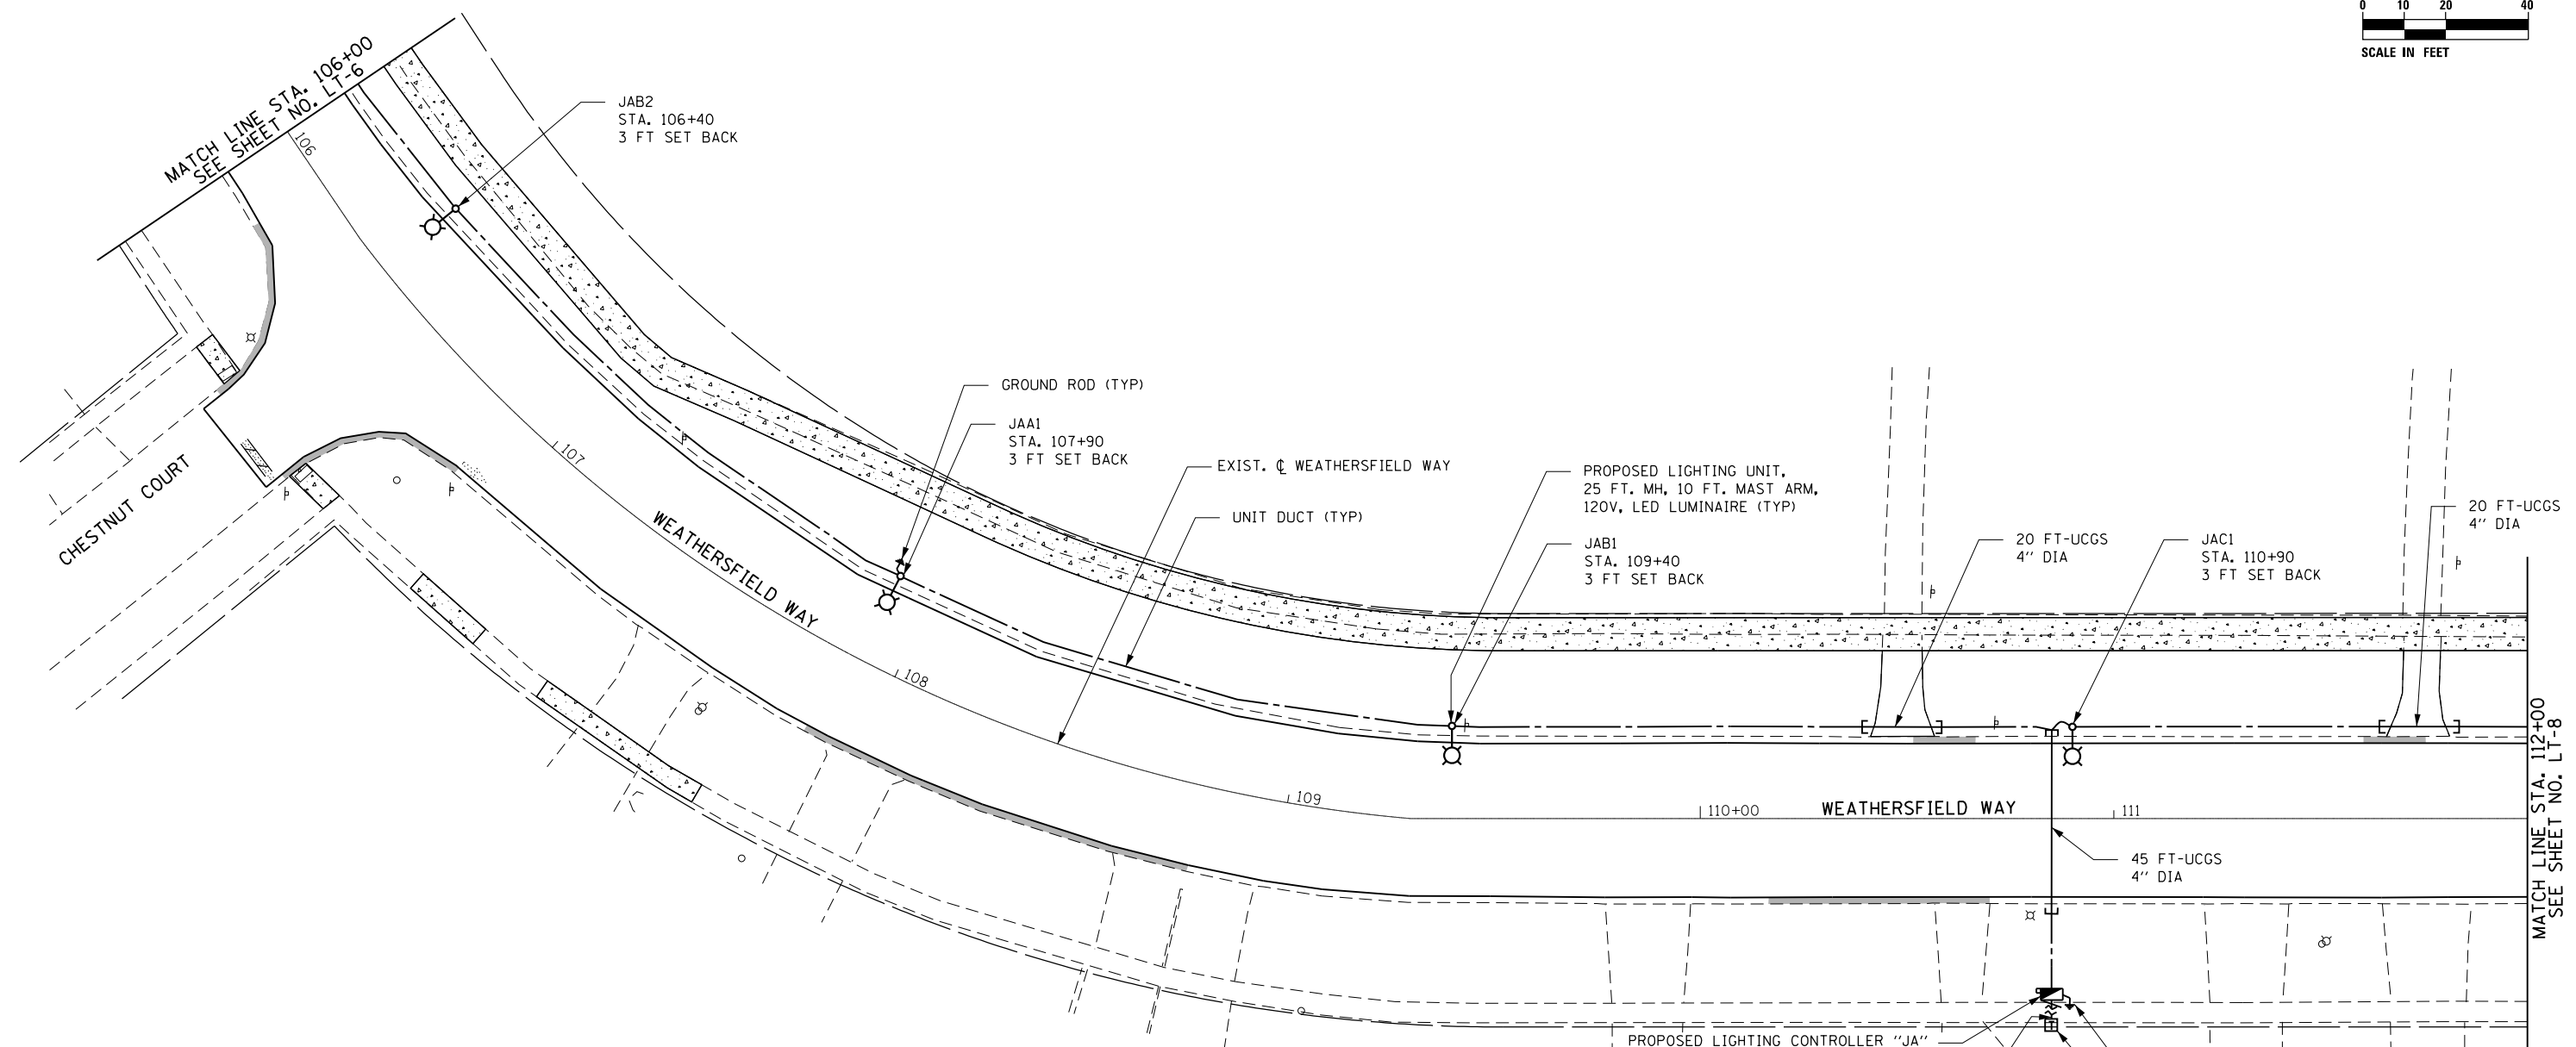 0 10 20 40
SCALE IN FEET
MATCH LINE STA. 106+00
SEE SHEET NO. LT-6
106
JAB2
STA. 106+40
3 FT SET BACK
GROUND ROD (TYP)
JAA1
STA. 107+90
3 FT SET BACK
EXIST. ℄ WEATHERSFIELD WAY
UNIT DUCT (TYP)
PROPOSED LIGHTING UNIT,
25 FT. MH, 10 FT. MAST ARM,
120V, LED LUMINAIRE (TYP)
JAB1
STA. 109+40
3 FT SET BACK
20 FT-UCGS
4" DIA
JAC1
STA. 110+90
3 FT SET BACK
20 FT-UCGS
4" DIA
CHESTNUT COURT
107
WEATHERSFIELD WAY
108
109
110+00
WEATHERSFIELD WAY
111
45 FT-UCGS
4" DIA
MATCH LINE STA. 112+00
SEE SHEET NO. LT-8
PROPOSED LIGHTING CONTROLLER "JA"